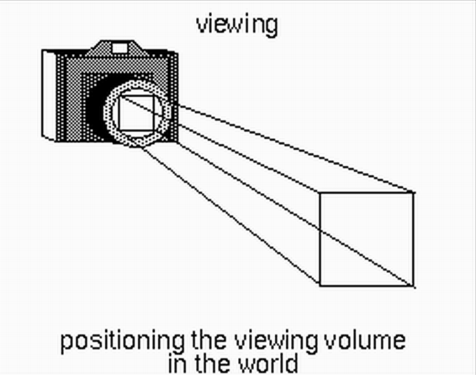 viewing
positioning the viewing volume
in the world